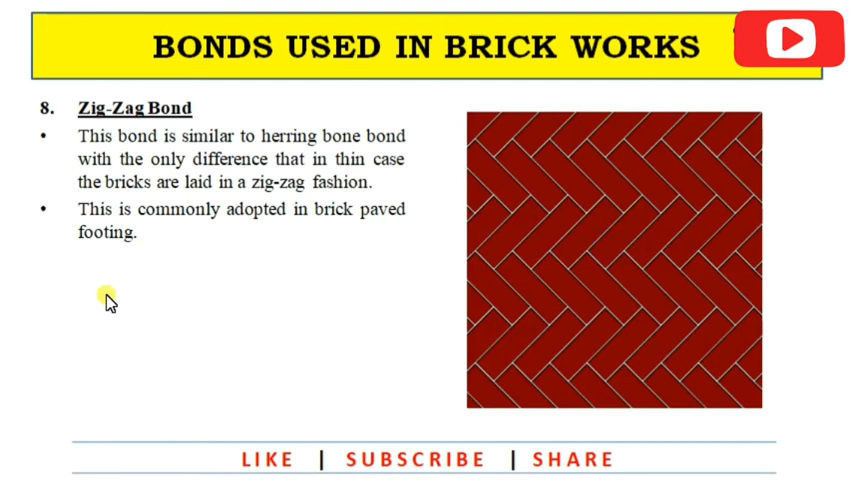 BONDS USED IN BRICK WORKS
8. Zig-Zag Bond
• This bond is similar to herring bone bond
with the only difference that in thin case
the bricks are laid in a zig-zag fashion.
• This is commonly adopted in brick paved
footing.
LIKE | SUBSCRIBE | SHARE